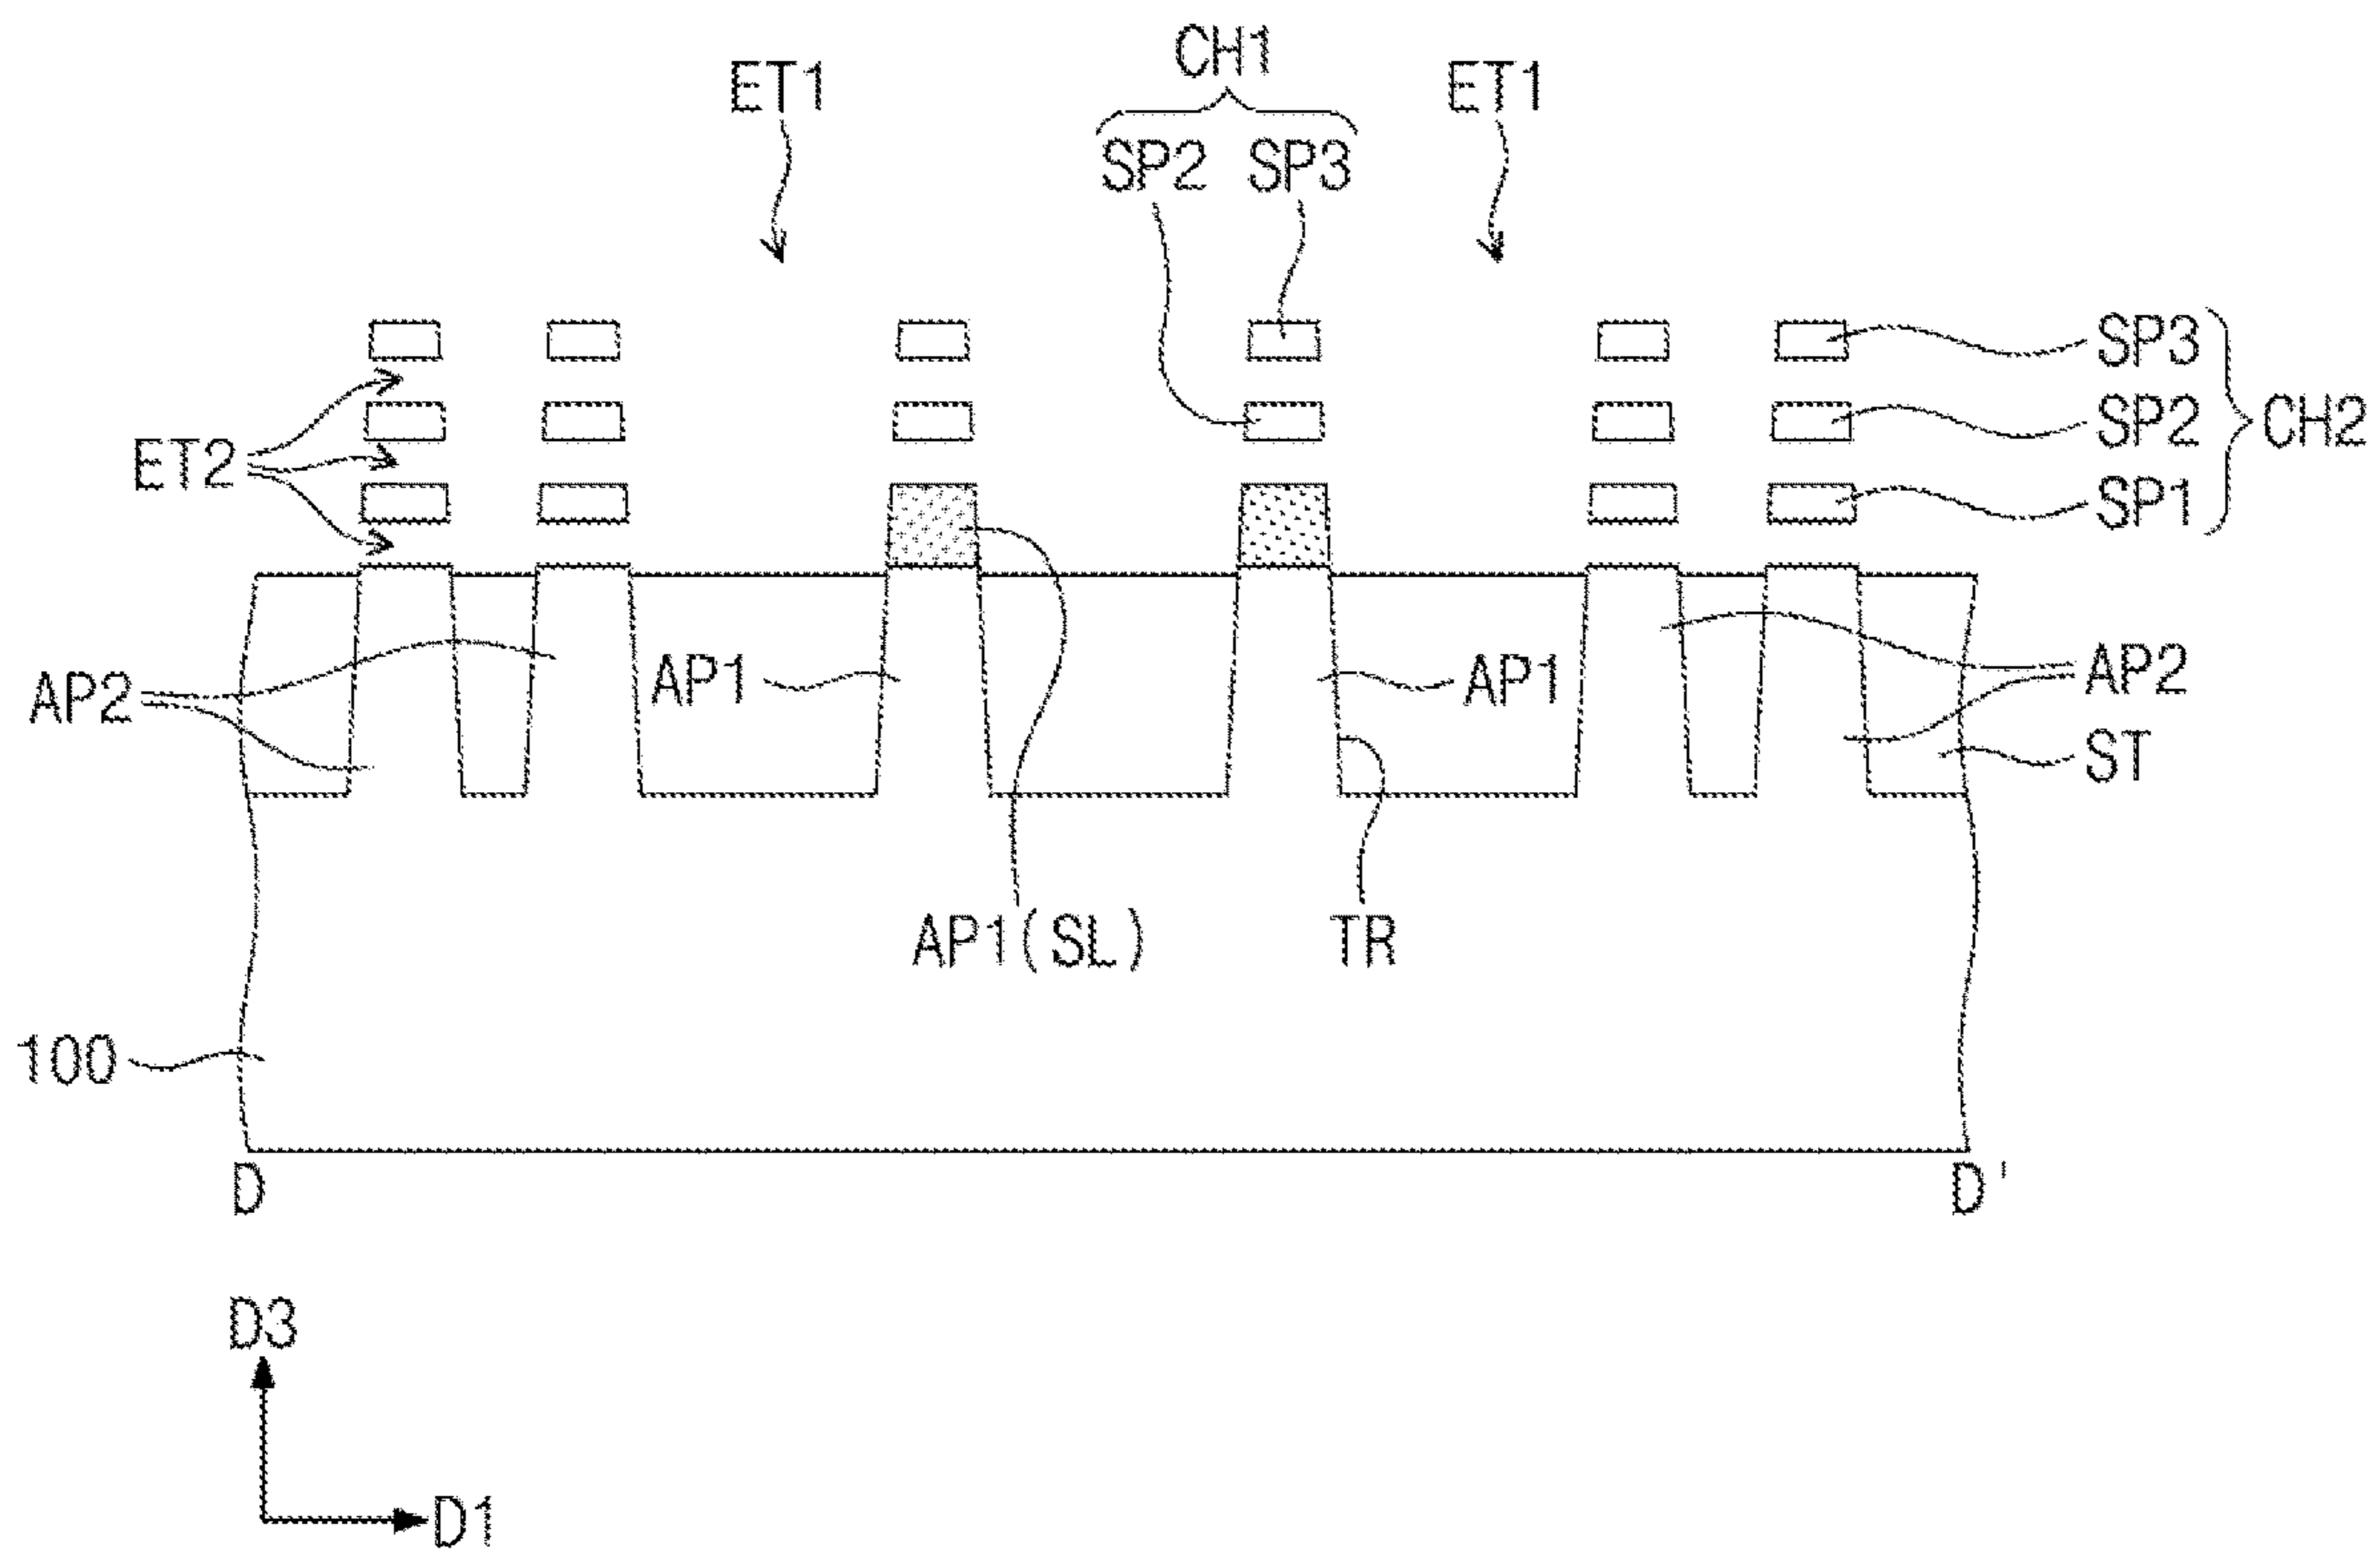 CH1
ET1 ET1
SP2 SP3
SP3
SP2 CH2
ET2
SP1
AP2 AP1 AP1 AP2
ST
AP1(SL) TR
100
D D'
D3
D1